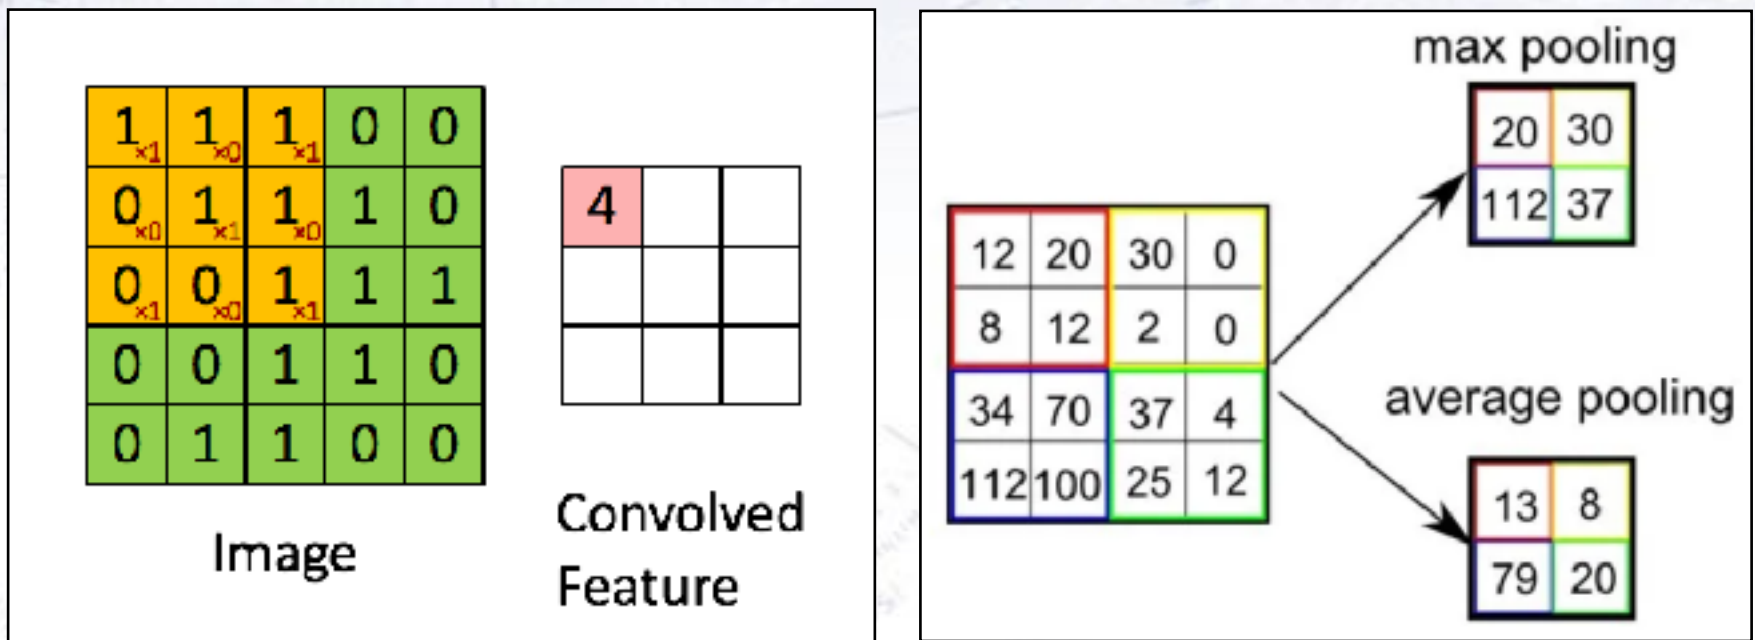 1×1 1×0 1×1 0 0
0×0 1×1 1×0 1 0
0×1 0×0 1×1 1 1
0 0 1 1 0
0 1 1 0 0
Image
4
Convolved
Feature
max pooling
20 30
112 37
12 20 30 0
8 12 2 0
34 70 37 4
112 100 25 12
average pooling
13 8
79 20